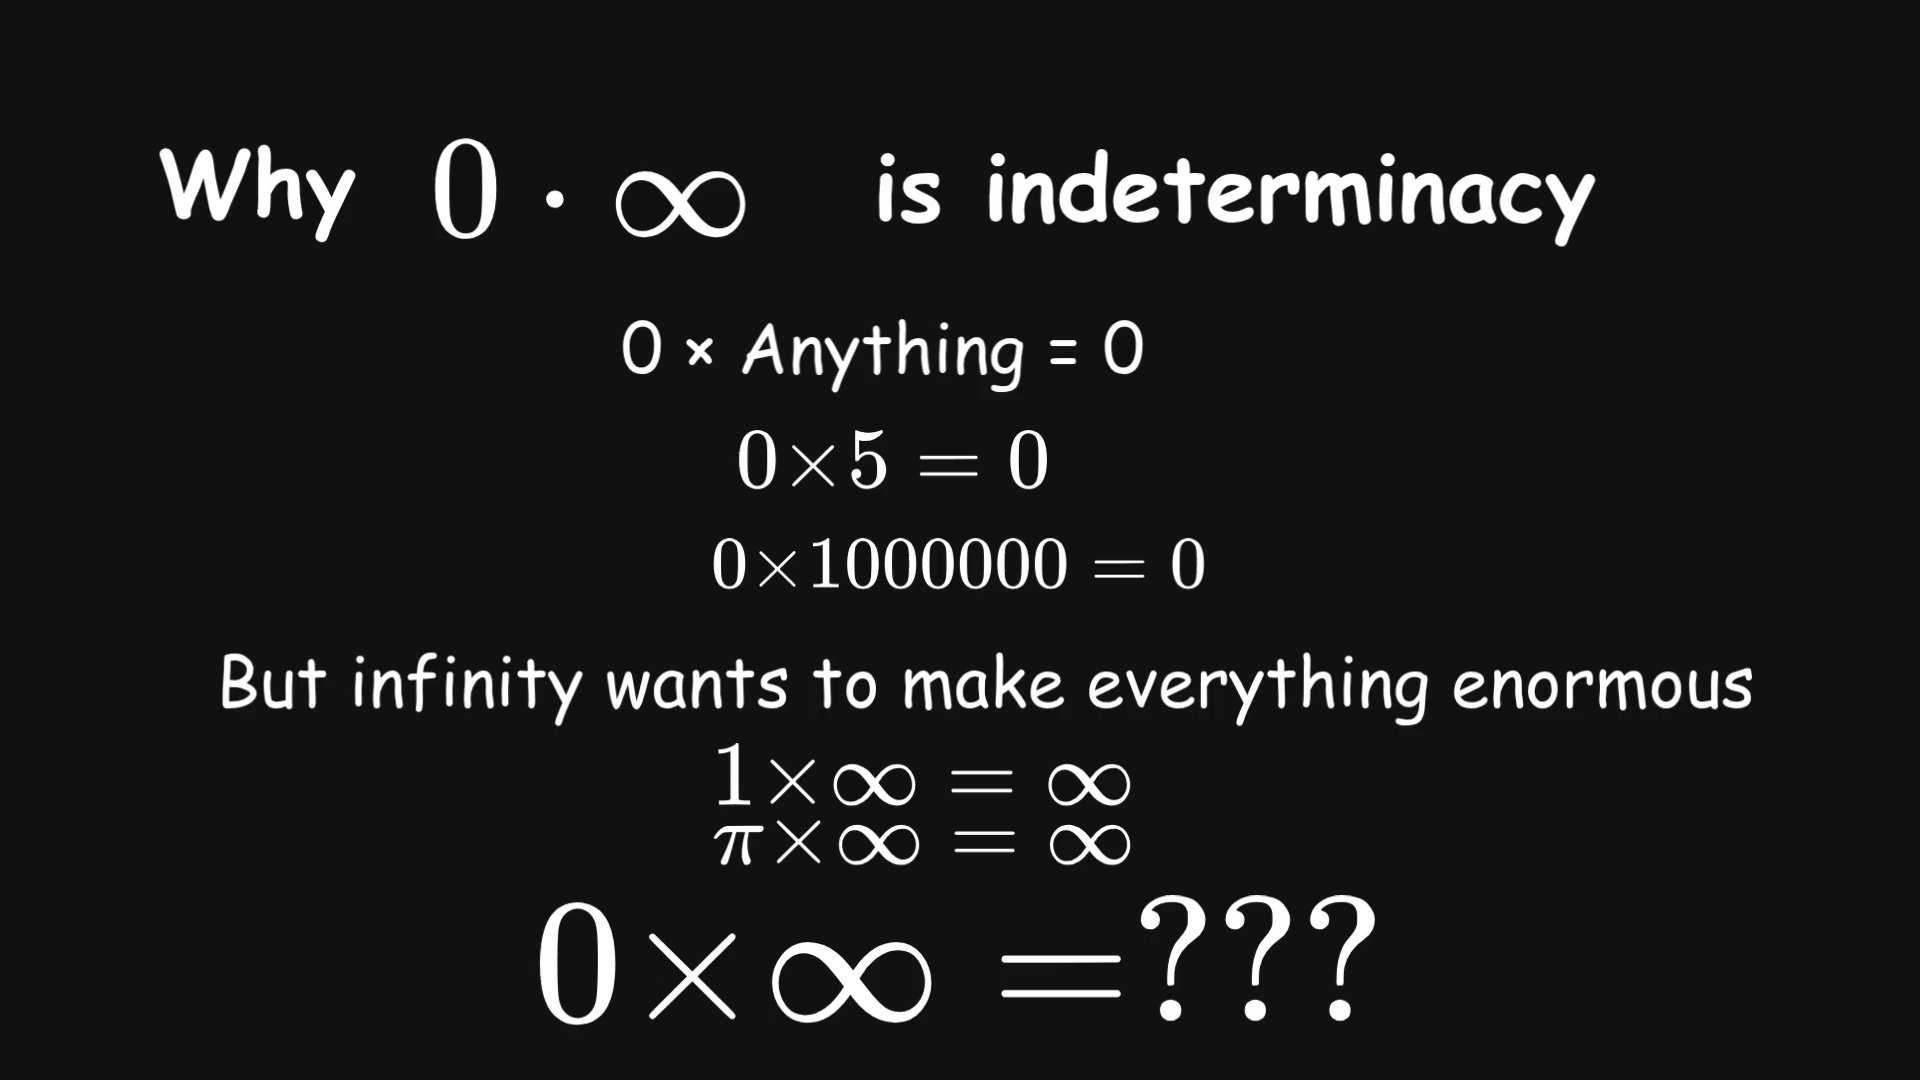 Why 0 · ∞ is indeterminacy
0 × Anything = 0
0×5 = 0
0×1000000 = 0
But infinity wants to make everything enormous
1×∞ = ∞
π×∞ = ∞
0×∞ =???